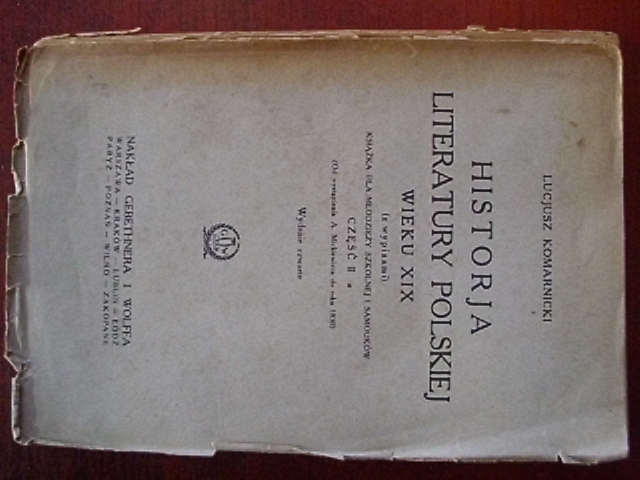 LUCJUSZ KOMARNICKI
HISTORJA
LITERATURY POLSKIEJ
WIEKU XIX
(z wypisami)
KSIĄŻKA DLA MŁODZIEŻY SZKOLNEJ I SAMOUKÓW
CZĘŚĆ II
(Od wystąpienia A. Mickiewicza do roku 1830)
Wydanie czwarte
NAKŁAD GEBETHNERA I WOLFFA
WARSZAWA — KRAKÓW — LUBLIN — ŁÓDŹ
PARYŻ — POZNAŃ — WILNO — ZAKOPANE